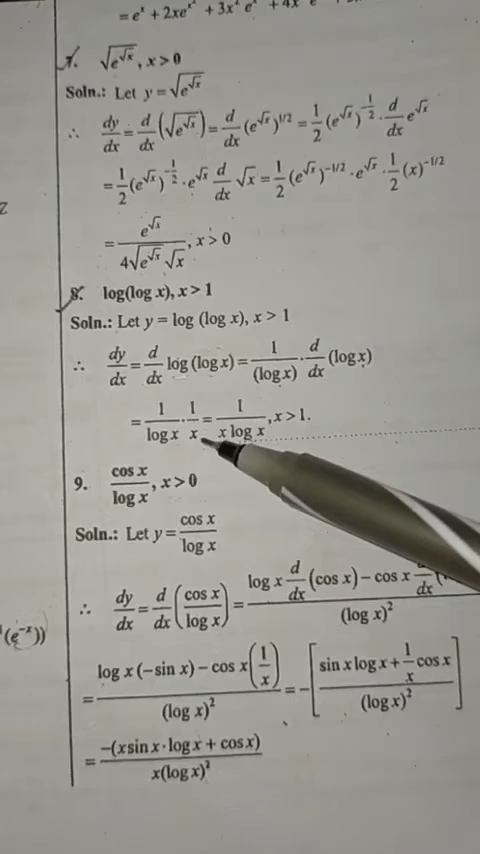 = e^x + 2xe^{x^2} + 3x^2 e^{x^3} + 4x
7. √(e^{√x}), x > 0
Soln.: Let y = √(e^{√x})
∴ dy/dx = d/dx (√(e^{√x})) = d/dx (e^{√x})^{1/2} = 1/2 (e^{√x})^{-1/2} · d/dx e^{√x}
= 1/2 (e^{√x})^{-1/2} · e^{√x} d/dx √x = 1/2 (e^{√x})^{-1/2} · e^{√x} · 1/2 (x)^{-1/2}
= e^{√x} / (4√(e^{√x}) √x), x > 0
8. log(log x), x > 1
Soln.: Let y = log (log x), x > 1
∴ dy/dx = d/dx log (log x) = 1/(log x) · d/dx (log x)
= 1/(log x) · 1/x = 1/(x log x), x > 1.
9. cos x / log x, x > 0
Soln.: Let y = cos x / log x
∴ dy/dx = d/dx (cos x / log x) = (log x d/dx (cos x) − cos x d/dx ( / (log x)^2
(e^{-x}))
= (log x (−sin x) − cos x (1/x)) / (log x)^2 = −[(sin x log x + 1/x cos x) / (log x)^2]
= −(x sin x · log x + cos x) / (x(log x)^2)